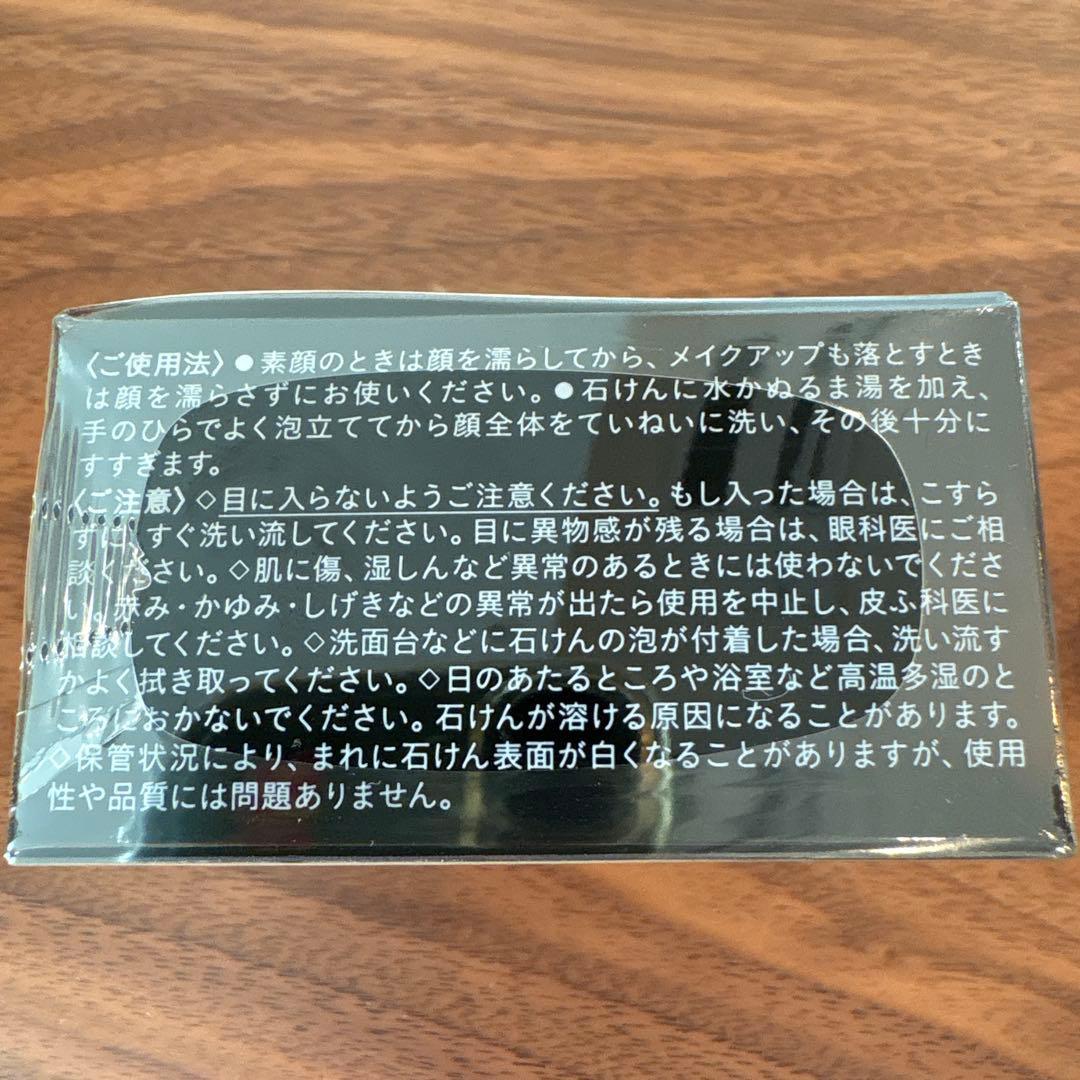 〈ご使用法〉●素顔のときは顔を濡らしてから、メイクアップも落とすとき
は顔を濡らさずにお使いください。●石けんに水かぬるま湯を加え、
手のひらでよく泡立ててから顔全体をていねいに洗い、その後十分に
すすぎます。
〈ご注意〉◇目に入らないようご注意ください。もし入った場合は、こすら
ずに、すぐ洗い流してください。目に異物感が残る場合は、眼科医にご相
談ください。◇肌に傷、湿しんなど異常のあるときには使わないでくださ
い。赤み・かゆみ・しげきなどの異常が出たら使用を中止し、皮ふ科医に
相談してください。◇洗面台などに石けんの泡が付着した場合、洗い流す
かよく拭き取ってください。◇日のあたるところや浴室など高温多湿のと
ころにおかないでください。石けんが溶ける原因になることがあります。
◇保管状況により、まれに石けん表面が白くなることがありますが、使用
性や品質には問題ありません。